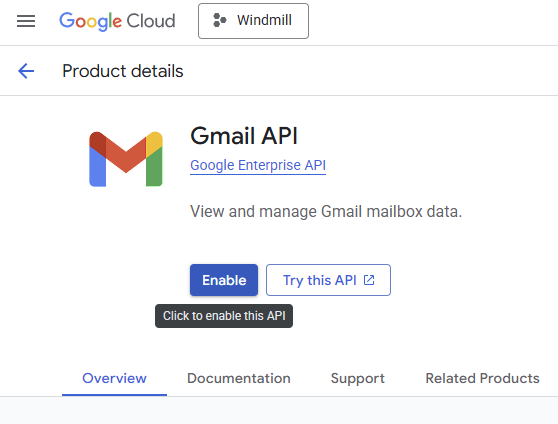 Google Cloud
Windmill
Product details
Gmail API
Google Enterprise API
View and manage Gmail mailbox data.
Enable
Try this API
Click to enable this API
Overview
Documentation
Support
Related Products